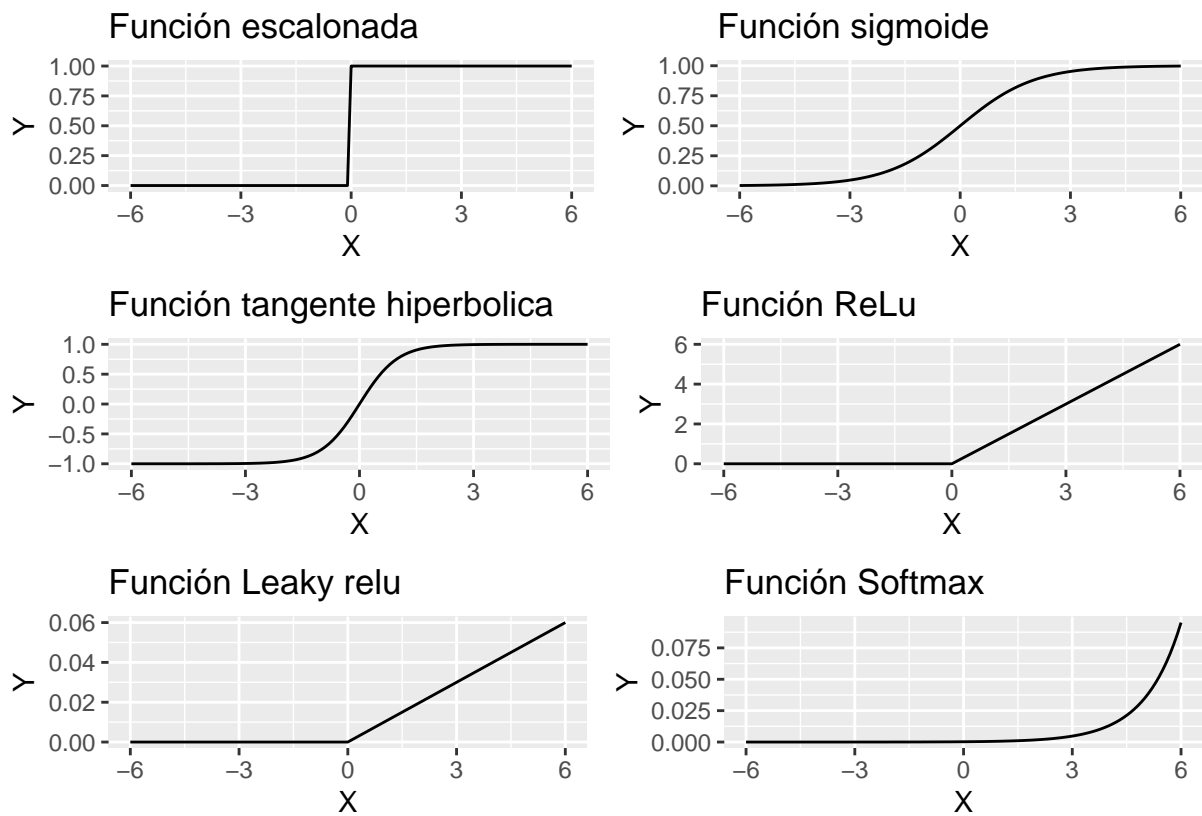 Función escalonada
1.00
0.75
0.50
0.25
0.00
Y
−6 −3 0 3 6
X
Función sigmoide
1.00
0.75
0.50
0.25
0.00
Y
−6 −3 0 3 6
X
Función tangente hiperbolica
1.0
0.5
0.0
−0.5
−1.0
Y
−6 −3 0 3 6
X
Función ReLu
6
4
2
0
Y
−6 −3 0 3 6
X
Función Leaky relu
0.06
0.04
0.02
0.00
Y
−6 −3 0 3 6
X
Función Softmax
0.075
0.050
0.025
0.000
Y
−6 −3 0 3 6
X